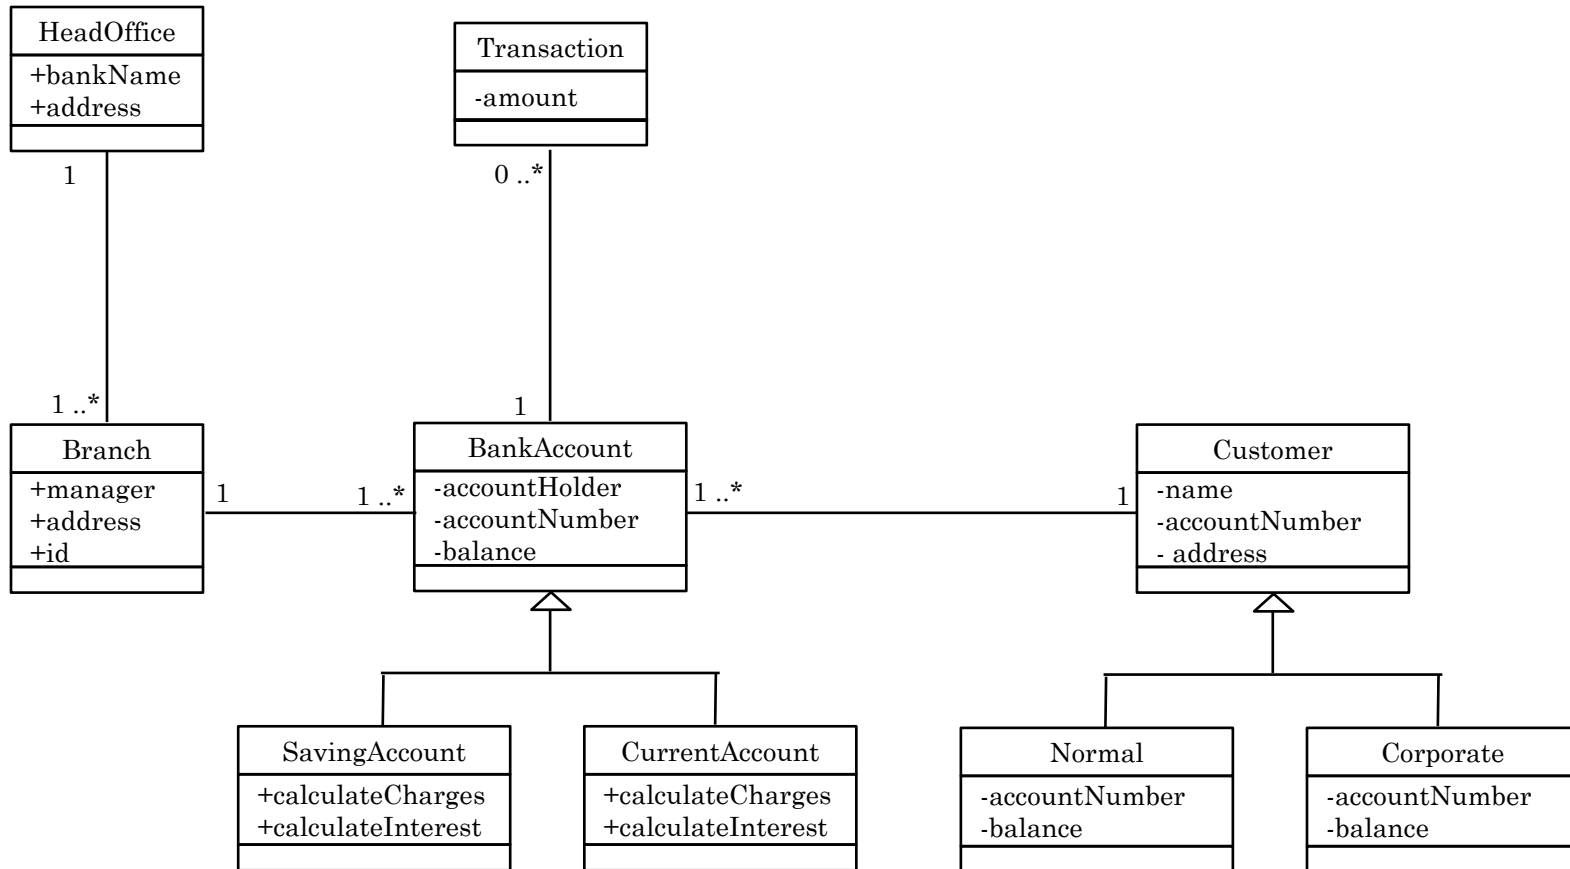 HeadOffice
+bankName
+address
1
1 ..*
Transaction
-amount
0 ..*
1
Branch
+manager
+address
+id
1
1 ..*
BankAccount
-accountHolder
-accountNumber
-balance
1 ..*
1
Customer
-name
-accountNumber
- address
SavingAccount
+calculateCharges
+calculateInterest
CurrentAccount
+calculateCharges
+calculateInterest
Normal
-accountNumber
-balance
Corporate
-accountNumber
-balance